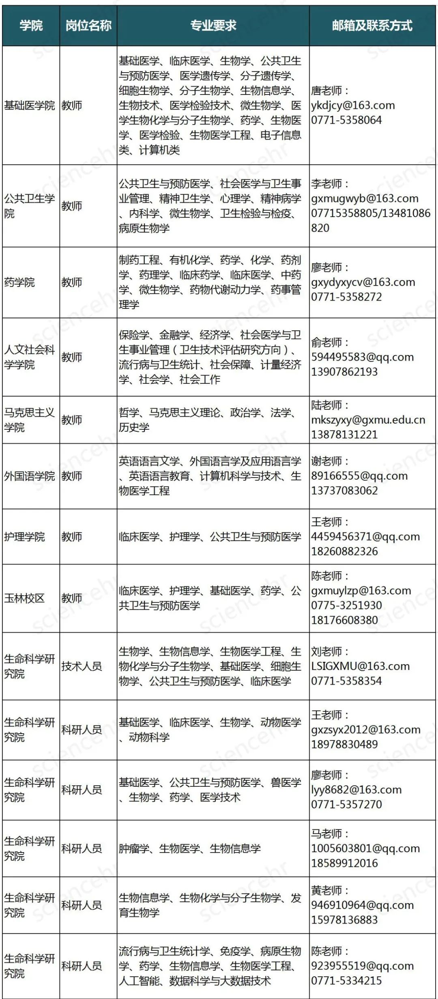 学院 岗位名称 专业要求 邮箱及联系方式
基础医学院
教师
基础医学、临床医学、生物学、公共卫生
与预防医学、医学遗传学、分子遗传学、
细胞生物学、分子生物学、生物信息学、
生物技术、医学检验技术、微生物学、医
学生物化学与分子生物学、药学、生物医
学、医学检验、生物医学工程、电子信息
类、计算机类
唐老师：
ykdjcy@163.com
0771-5358064
公共卫生学
院
教师
公共卫生与预防医学、社会医学与卫生事
业管理、精神卫生学、心理学、精神病学
、内科学、微生物学、卫生检验与检疫、
病原生物学
李老师：
gxmugwyb@163.com
07715358805/13481086
820
药学院
教师
制药工程、有机化学、药学、化学、药剂
学、药理学、临床药学、临床医学、中药
学、微生物学、药物代谢动力学、药事管
理学
廖老师：
gxydyxycv@163.com
0771-5358272
人文社会科
学学院
教师
保险学、金融学、经济学、社会医学与卫
生事业管理（卫生技术评估研究方向）、
流行病与卫生统计、社会保障、计量经济
学、社会学、社会工作
俞老师：
594495583@qq.com
13907862193
马克思主义
学院
教师
哲学、马克思主义理论、政治学、法学、
历史学
陆老师：
mkszyxy@gxmu.edu.cn
13878131221
外国语学院
教师
英语语言文学、外国语言学及应用语言学
、英语语言教育、计算机科学与技术、生
物医学工程
谢老师：
89166555@qq.com
13737083062
护理学院
教师
临床医学、护理学、公共卫生与预防医学
王老师：
4459456371@qq.com
18260882326
玉林校区
教师
临床医学、护理学、基础医学、药学、公
共卫生与预防医学
陈老师：
gxmuylzp@163.com
0775-3251930
18176608380
生命科学研
究院
技术人员
生物学、生物信息学、生物医学工程、生
物化学与分子生物学、基础医学、细胞生
物学、公共卫生与预防医学、临床医学
刘老师：
LSIGXMU@163.com
0771-5358354
生命科学研
究院
科研人员
基础医学、临床医学、生物学、动物医学
、动物科学
王老师：
gxzsyx2012@163.com
18978830489
生命科学研
究院
科研人员
基础医学、公共卫生与预防医学、兽医学
、生物学、药学、医学技术
廖老师：
lyy8682@163.com
0771-5357270
生命科学研
究院
科研人员
肿瘤学、生物医学、生物信息学
马老师：
1005603801@qq.com
18589912016
生命科学研
究院
科研人员
生物信息学、生物化学与分子生物学、发
育生物学
黄老师：
946910964@qq.com
15978136883
生命科学研
究院
科研人员
流行病与卫生统计学、免疫学、病原生物
学、药学、生物信息学、生物医学工程、
人工智能、数据科学与大数据技术
陈老师：
923955519@qq.com
0771-5334215
sciencehr